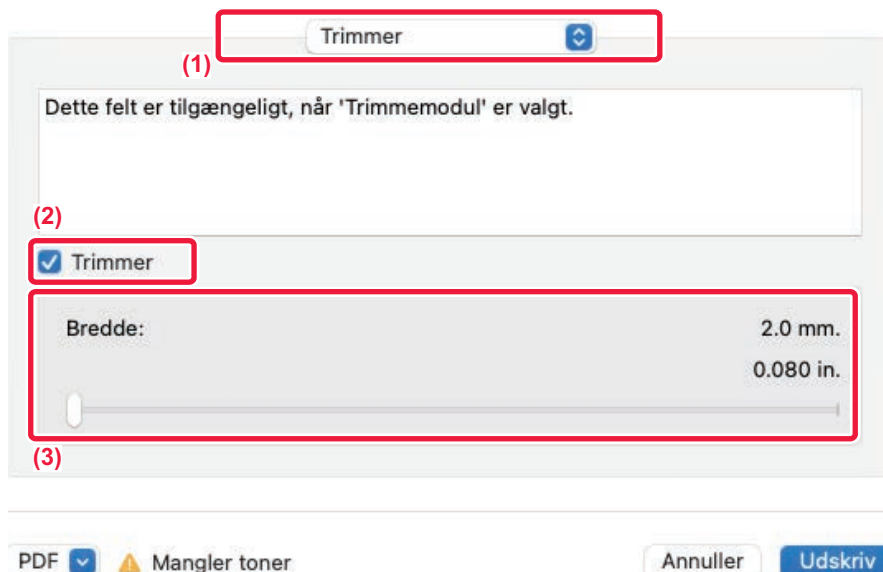 Trimmer
(1)
Dette felt er tilgængeligt, når 'Trimmemodul' er valgt.
(2)
Trimmer
Bredde: 2.0 mm.
0.080 in.
(3)
PDF Mangler toner Annuller Udskriv